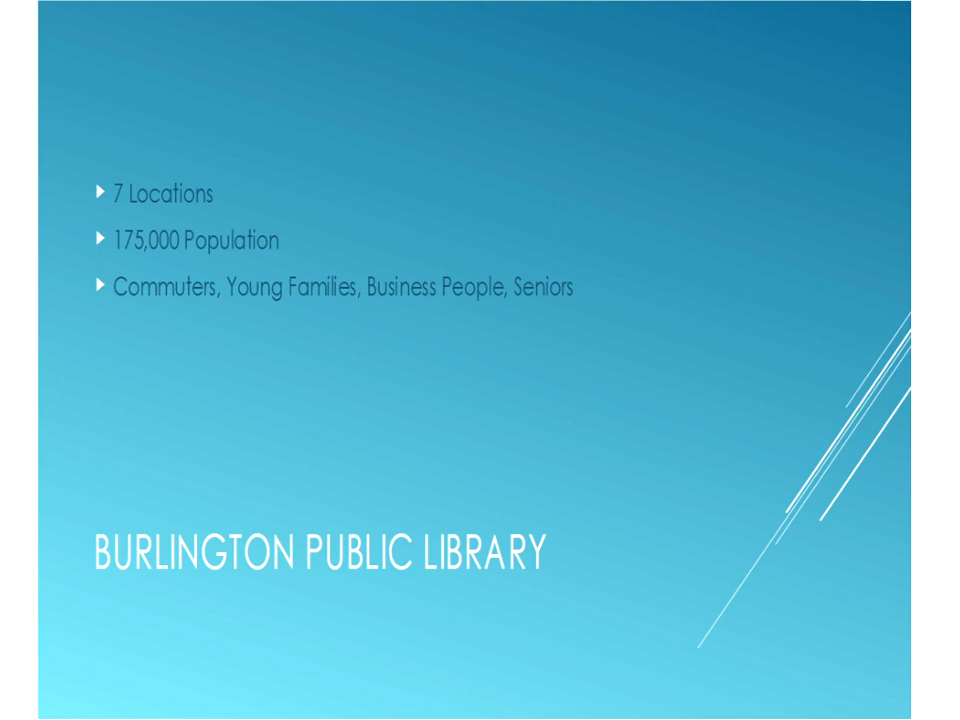 7 Locations
175,000 Population
Commuters, Young Families, Business People, Seniors
BURLINGTON PUBLIC LIBRARY